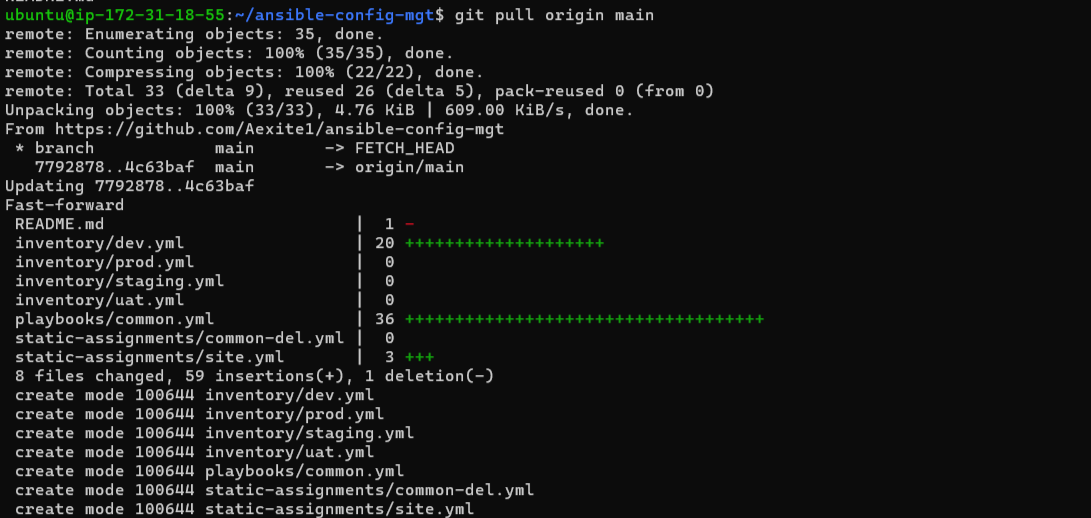 ubuntu@ip-172-31-18-55:~/ansible-config-mgt$ git pull origin main
remote: Enumerating objects: 35, done.
remote: Counting objects: 100% (35/35), done.
remote: Compressing objects: 100% (22/22), done.
remote: Total 33 (delta 9), reused 26 (delta 5), pack-reused 0 (from 0)
Unpacking objects: 100% (33/33), 4.76 KiB | 609.00 KiB/s, done.
From https://github.com/Aexite1/ansible-config-mgt
 * branch            main       -> FETCH_HEAD
   7792878..4c63baf  main       -> origin/main
Updating 7792878..4c63baf
Fast-forward
 README.md                         |  1 -
 inventory/dev.yml                 | 20 ++++++++++++++++++++
 inventory/prod.yml                |  0
 inventory/staging.yml             |  0
 inventory/uat.yml                 |  0
 playbooks/common.yml              | 36 ++++++++++++++++++++++++++++++++++++
 static-assignments/common-del.yml |  0
 static-assignments/site.yml       |  3 +++
 8 files changed, 59 insertions(+), 1 deletion(-)
 create mode 100644 inventory/dev.yml
 create mode 100644 inventory/prod.yml
 create mode 100644 inventory/staging.yml
 create mode 100644 inventory/uat.yml
 create mode 100644 playbooks/common.yml
 create mode 100644 static-assignments/common-del.yml
 create mode 100644 static-assignments/site.yml